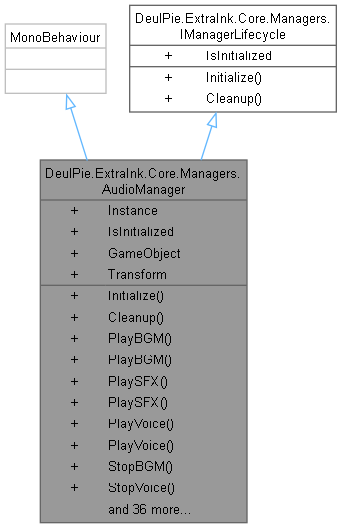 MonoBehaviour
DeulPie.ExtraInk.Core.Managers.
IManagerLifecycle
+ IsInitialized
+ Initialize()
+ Cleanup()
DeulPie.ExtraInk.Core.Managers.
AudioManager
+ Instance
+ IsInitialized
+ GameObject
+ Transform
+ Initialize()
+ Cleanup()
+ PlayBGM()
+ PlayBGM()
+ PlaySFX()
+ PlaySFX()
+ PlayVoice()
+ PlayVoice()
+ StopBGM()
+ StopVoice()
and 36 more...